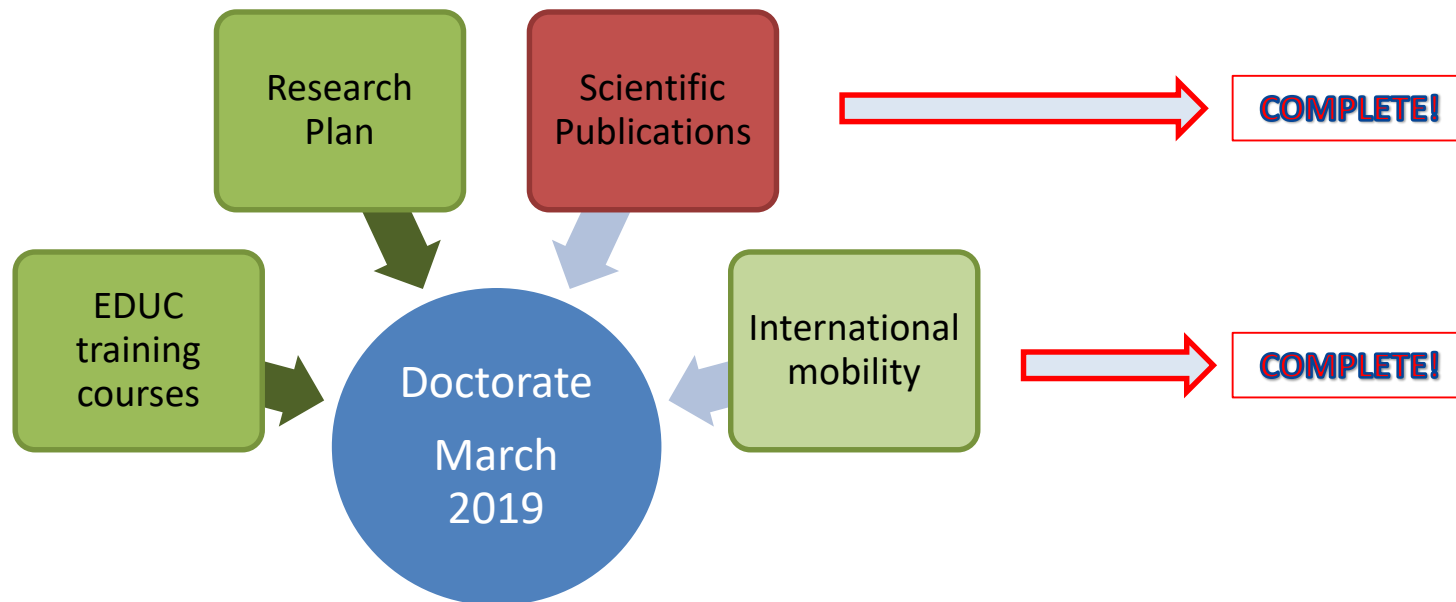 Research
Plan
Scientific
Publications
COMPLETE!
EDUC
training
courses
Doctorate
March
2019
International
mobility
COMPLETE!